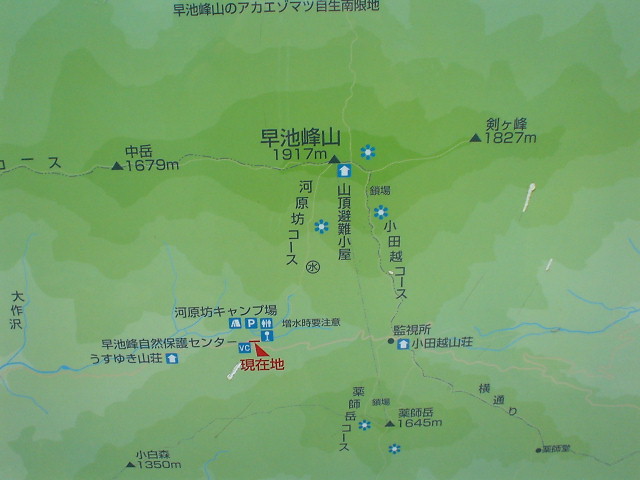 早池峰山のアカエゾマツ自生南限地
剣ヶ峰
1827m
早池峰山
1917m
中岳
1679m
コース
鎖場
河原坊コース
山頂避難小屋
小田越コース
水
大作沢
河原坊キャンプ場
P
増水時要注意
早池峰自然保護センター
VC
うすゆき山荘
現在地
監視所
小田越山荘
横通り
薬師岳コース
鎖場
薬師岳
1645m
小白森
1350m
薬師堂